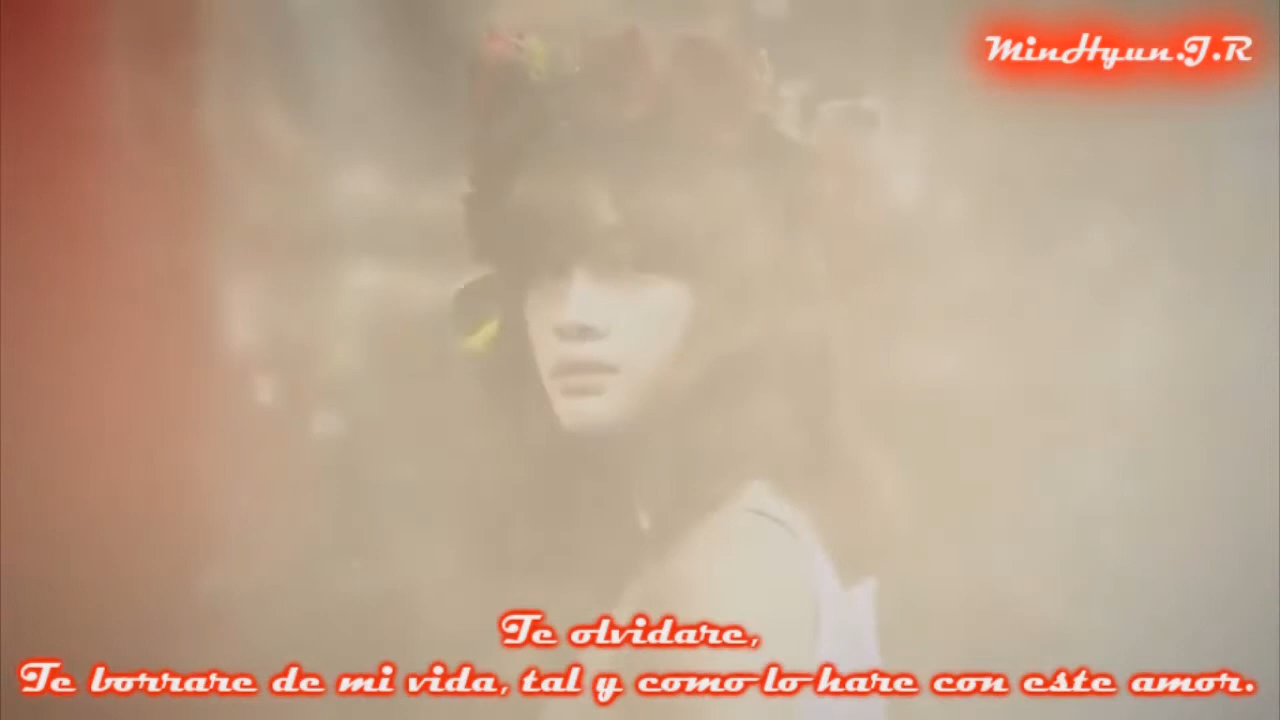 MinHyun.J.R
Te olvidare,
Te borrare de mi vida, tal y como lo hare con este amor.